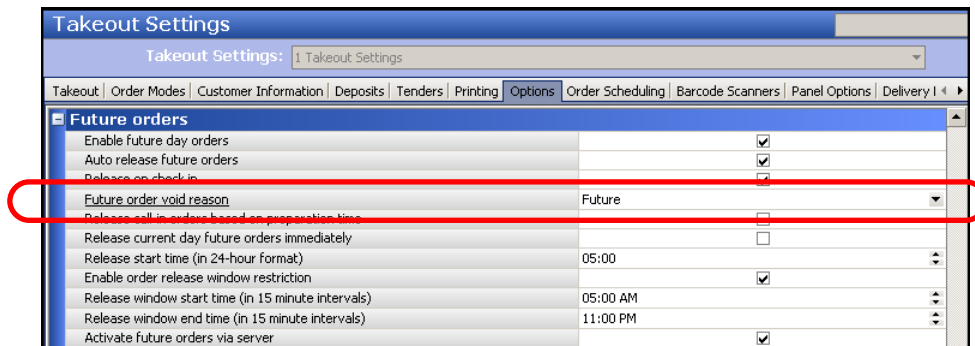 Takeout Settings
Takeout Settings: 1 Takeout Settings
Takeout Order Modes Customer Information Deposits Tenders Printing Options Order Scheduling Barcode Scanners Panel Options Delivery I
Future orders
Enable future day orders
Auto release future orders
Release on check in
Future order void reason Future
Release call in orders based on preparation time
Release current day future orders immediately
Release start time (in 24-hour format) 05:00
Enable order release window restriction
Release window start time (in 15 minute intervals) 05:00 AM
Release window end time (in 15 minute intervals) 11:00 PM
Activate future orders via server